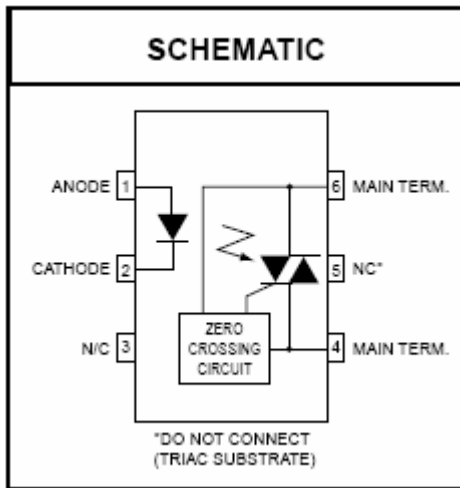 SCHEMATIC
ANODE 1
6 MAIN TERM.
CATHODE 2
5 NC*
N/C 3
ZERO
CROSSING
CIRCUIT
4 MAIN TERM.
*DO NOT CONNECT
(TRIAC SUBSTRATE)